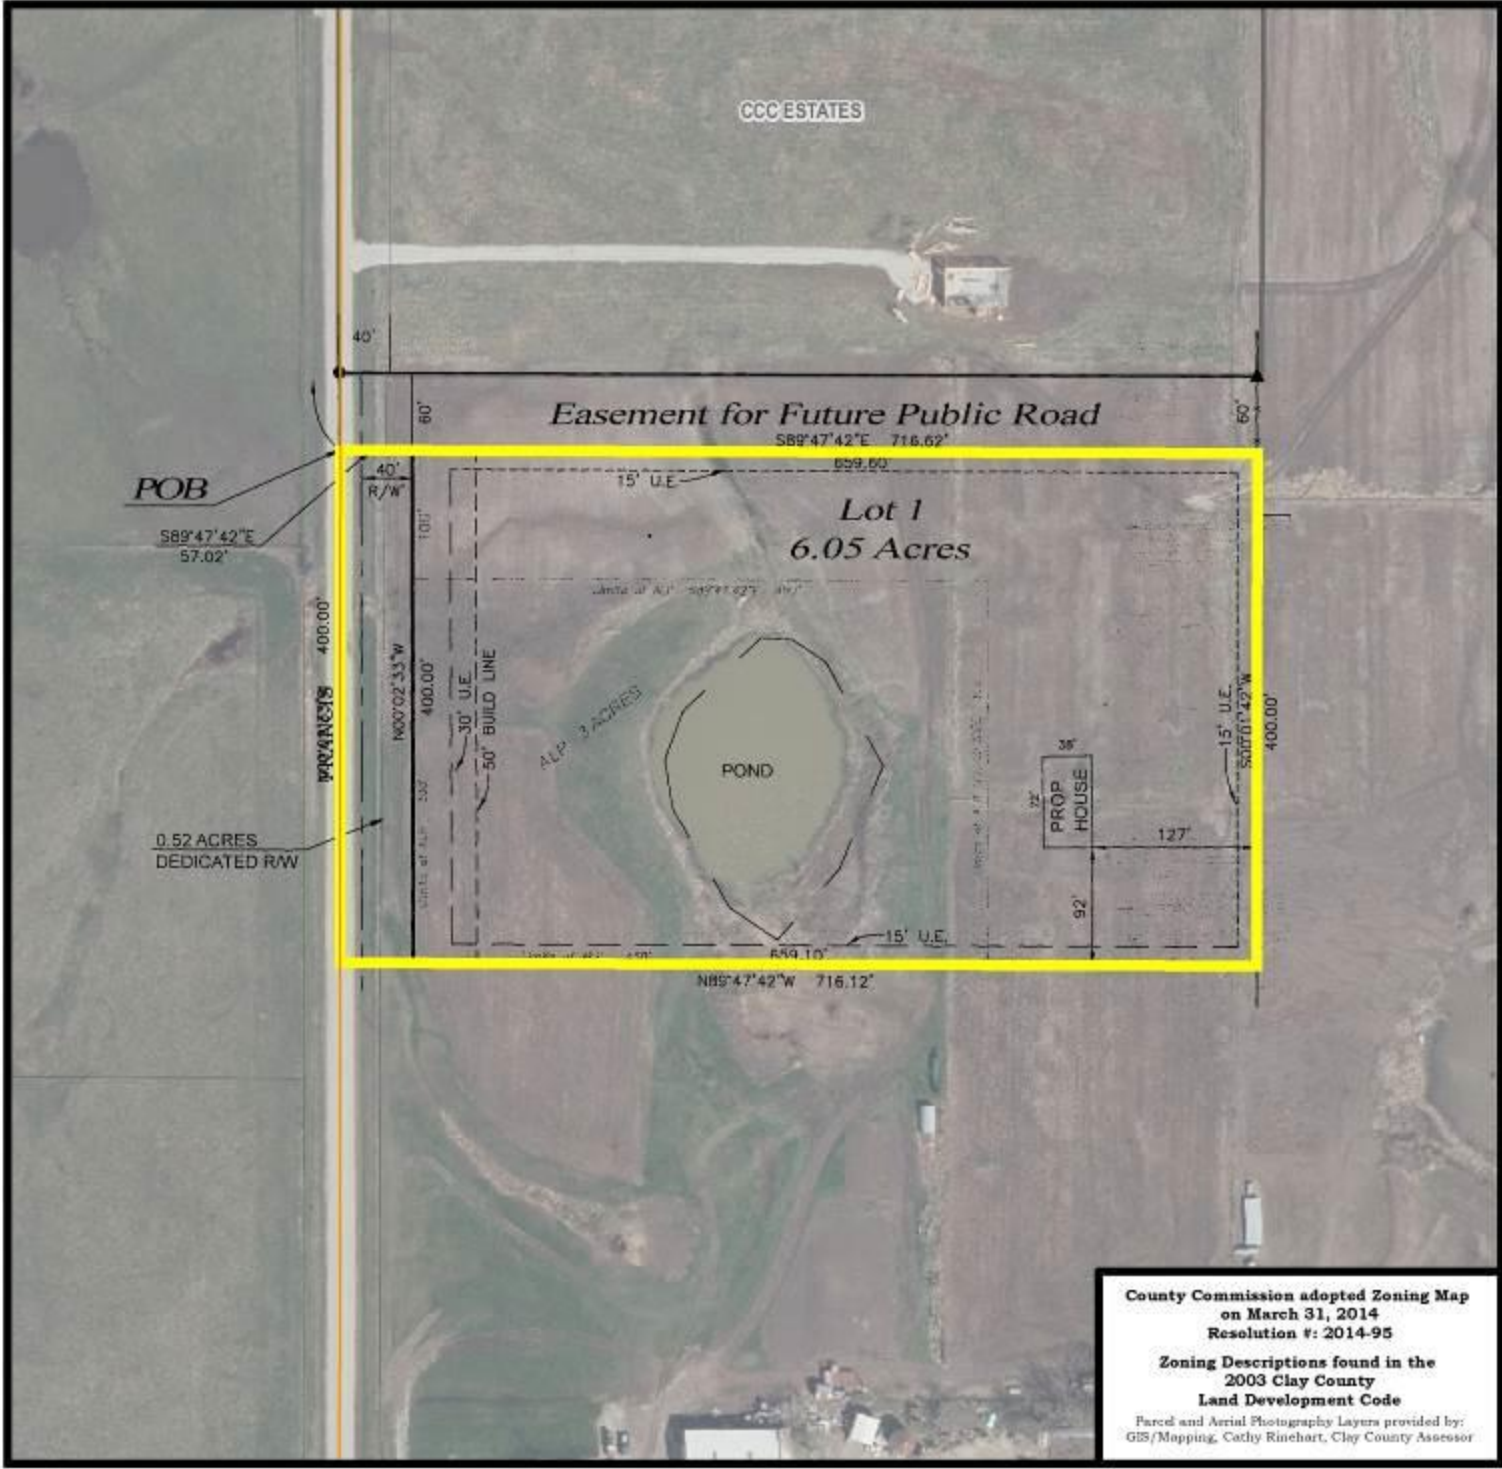 CCC ESTATES
40'
60'
Easement for Future Public Road
60'
S89°47'42"E 716.62'
659.60'
POB
40'
R/W
15' U.E.
Lot 1
6.05 Acres
S89°47'42"E
57.02'
100'
400.00'
FRANCIS
N00°02'33"W
400.00'
30' U.E.
50' BUILD LINE
ALP 3 ACRES
POND
15' U.E.
S00°01'42"W
400.00'
38'
72'
PROP
HOUSE
127'
92'
0.52 ACRES
DEDICATED R/W
15' U.E.
659.10'
N89°47'42"W 716.12'
County Commission adopted Zoning Map
on March 31, 2014
Resolution #: 2014-95
Zoning Descriptions found in the
2003 Clay County
Land Development Code
Parcel and Aerial Photography Layers provided by:
GIS/Mapping, Cathy Rinehart, Clay County Assessor